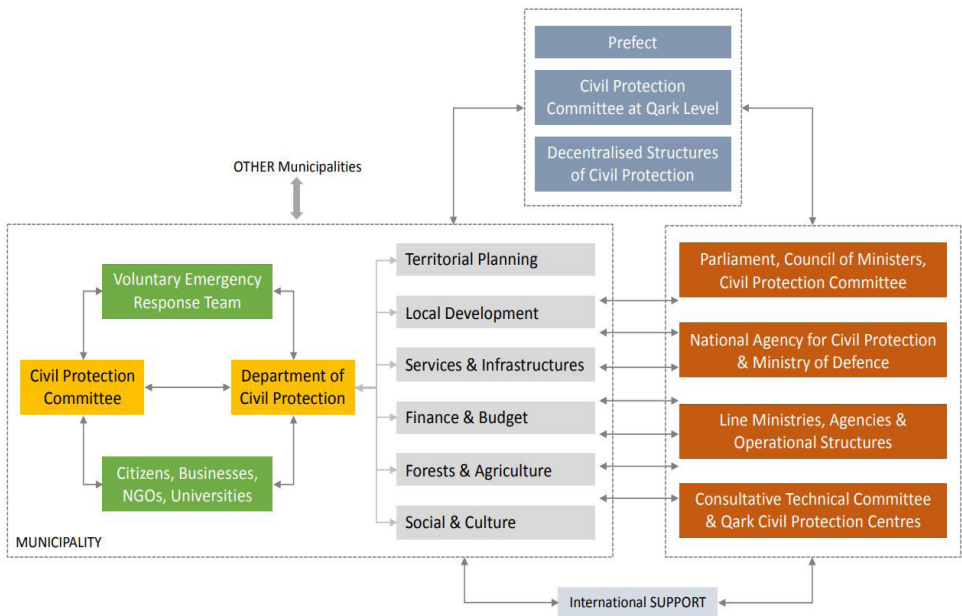 Prefect
Civil Protection
Committee at Qark Level
Decentralised Structures
of Civil Protection
OTHER Municipalities
Voluntary Emergency
Response Team
Civil Protection
Committee
Department of
Civil Protection
Citizens, Businesses,
NGOs, Universities
MUNICIPALITY
Territorial Planning
Local Development
Services & Infrastructures
Finance & Budget
Forests & Agriculture
Social & Culture
Parliament, Council of Ministers,
Civil Protection Committee
National Agency for Civil Protection
& Ministry of Defence
Line Ministries, Agencies &
Operational Structures
Consultative Technical Committee
& Qark Civil Protection Centres
International SUPPORT